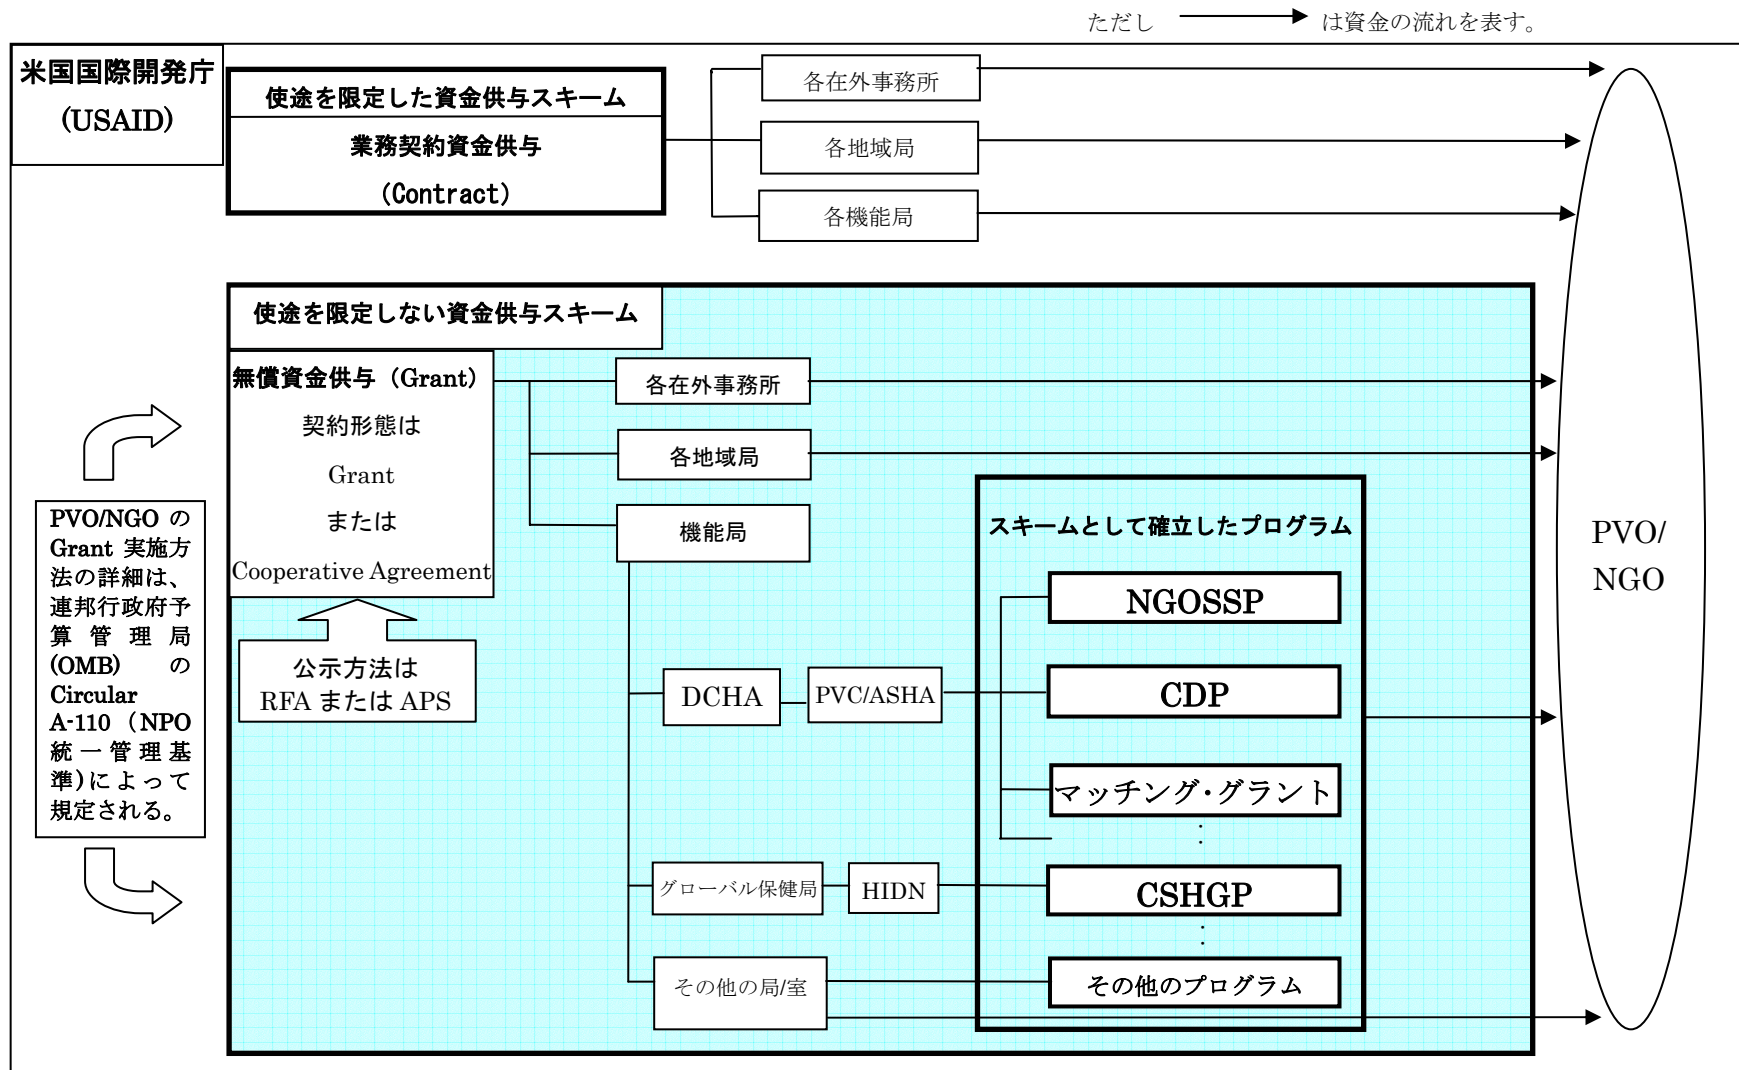 ただし は資金の流れを表す。
米国国際開発庁
(USAID)
使途を限定した資金供与スキーム
業務契約資金供与
（Contract）
各在外事務所
各地域局
各機能局
使途を限定しない資金供与スキーム
無償資金供与（Grant）
契約形態は
Grant
または
Cooperative Agreement
公示方法は
RFA または APS
PVO/NGO の
Grant 実施方
法の詳細は、
連邦行政府予
算管理局
(OMB) の
Circular
A-110（NPO
統一管理基
準）によって
規定される。
各在外事務所
各地域局
機能局
DCHA
PVC/ASHA
グローバル保健局
HIDN
その他の局/室
スキームとして確立したプログラム
NGOSSP
CDP
マッチング・グラント
：
CSHGP
：
その他のプログラム
PVO/
NGO